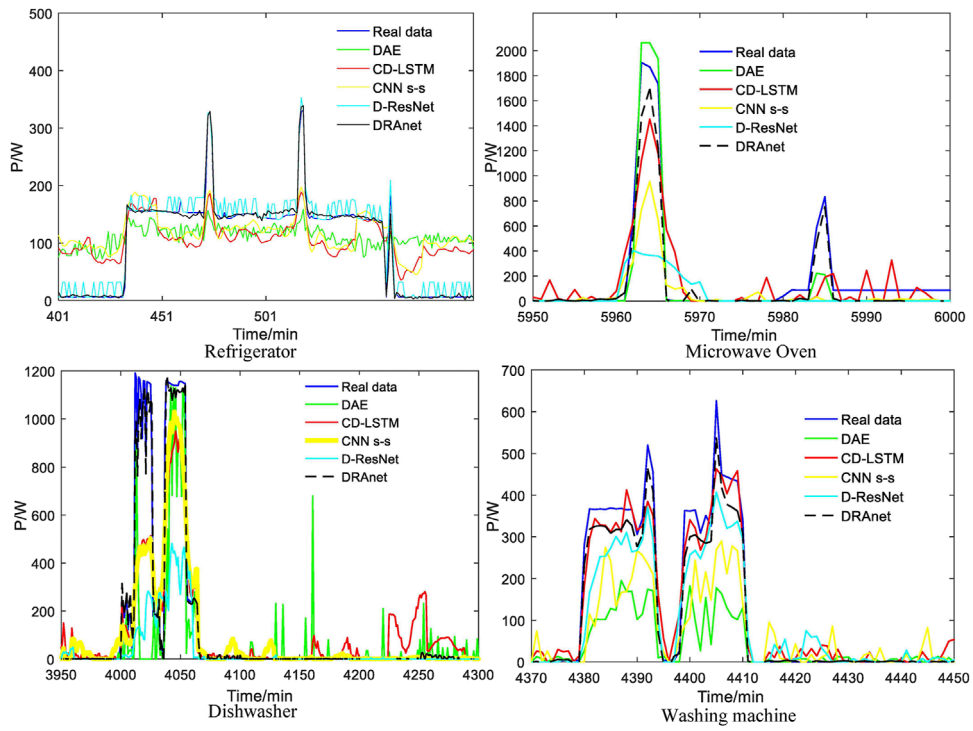 500
400
300
200
100
0
P/W
Real data
DAE
CD-LSTM
CNN s-s
D-ResNet
DRAnet
401
451
501
Time/min
Refrigerator
2000
1800
1600
1400
1200
1000
800
600
400
200
0
P/W
Real data
DAE
CD-LSTM
CNN s-s
D-ResNet
DRAnet
5950
5960
5970
5980
5990
6000
Time/min
Microwave Oven
1200
1000
800
600
400
200
0
P/W
Real data
DAE
CD-LSTM
CNN s-s
D-ResNet
DRAnet
3950
4000
4050
4100
4150
4200
4250
4300
Time/min
Dishwasher
700
600
500
400
300
200
100
0
P/W
Real data
DAE
CD-LSTM
CNN s-s
D-ResNet
DRAnet
4370
4380
4390
4400
4410
4420
4430
4440
4450
Time/min
Washing machine